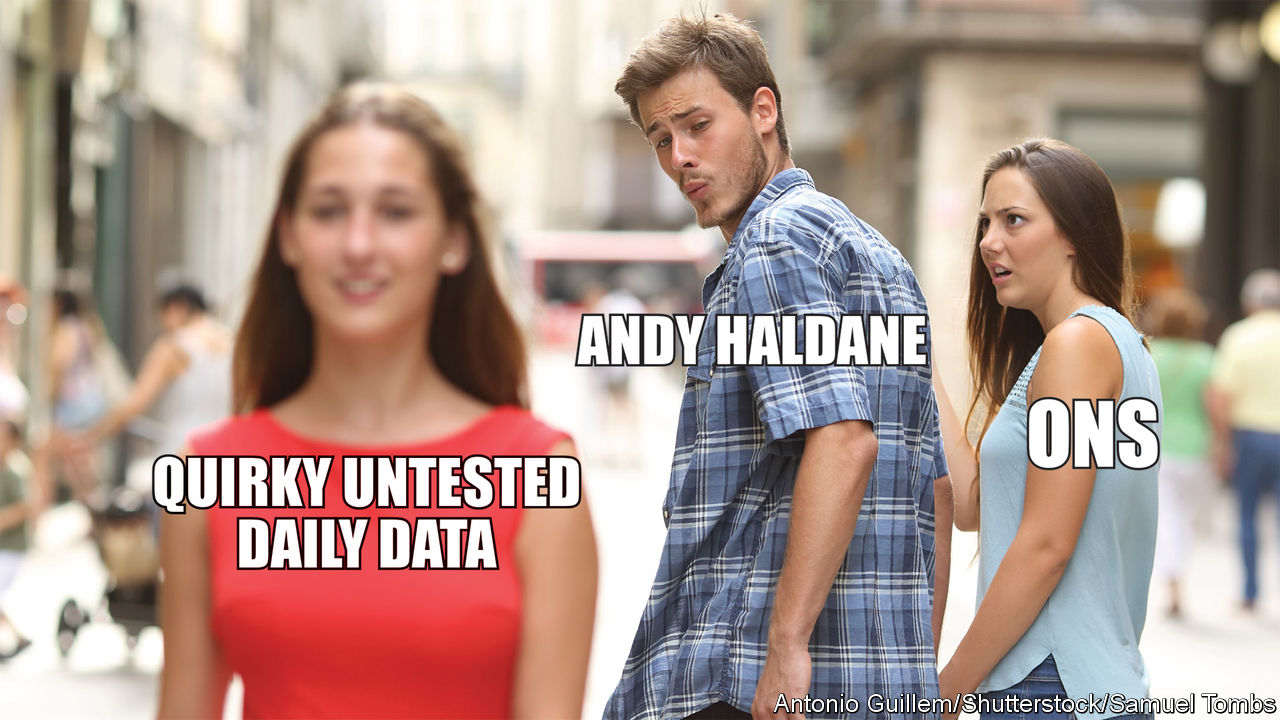 QUIRKY UNTESTED
DAILY DATA
ANDY HALDANE
ONS
Antonio Guillem/Shutterstock/Samuel Tombs